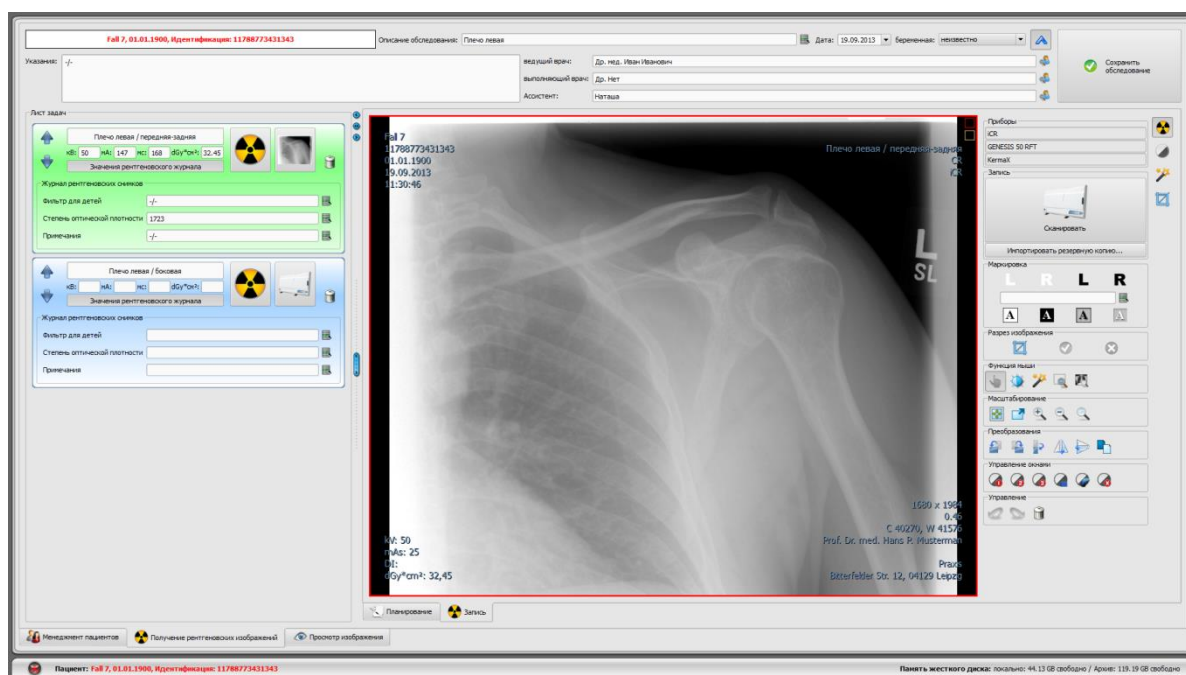 Fall 7, 01.01.1900, Идентификация: 11788773431343
Описание обследования: Плечо левая
Дата: 19.09.2013
беременная: неизвестно
Указания: -/-
ведущий врач: Др. мед. Иван Иванович
выполняющий врач: Др. Нет
Ассистент: Наташа
Сохранить
обследование
Лист задач
Плечо левая / передняя-задняя
кВ: 50 мА: 147 мс: 168 dGy*cм²: 32.45
Значения рентгеновского журнала
Журнал рентгеновских снимков
Фильтр для детей -/-
Степень оптической плотности 1723
Примечания -/-
Плечо левая / боковая
кВ: мА: мс: dGy*cм²:
Значения рентгеновского журнала
Журнал рентгеновских снимков
Фильтр для детей
Степень оптической плотности
Примечания
Fall 7
11788773431343
01.01.1900
19.09.2013
11:30:46
Плечо левая / передняя-задняя
CR
iCR
L
SL
kV: 50
mAs: 25
DI:
dGy*cm²: 32,45
1680 x 1984
0.46
C 40270, W 41576
Prof. Dr. med. Hans P. Musterman
Praxis
Bitterfelder Str. 12, 04129 Leipzig
Приборы
iCR
GENESIS 50 RFT
KermaX
Запись
Сканировать
Импортировать резервную копию...
Маркировка
L R L R
A A A A
Разрез изображения
Функция мыши
Масштабирование
Преобразования
Управление окнами
Управление
Планирование
Запись
Менеджмент пациентов
Получение рентгеновских изображений
Просмотр изображения
Пациент: Fall 7, 01.01.1900, Идентификация: 11788773431343
Память жесткого диска: локально: 44.13 GB свободно / Архив: 119.19 GB свободно